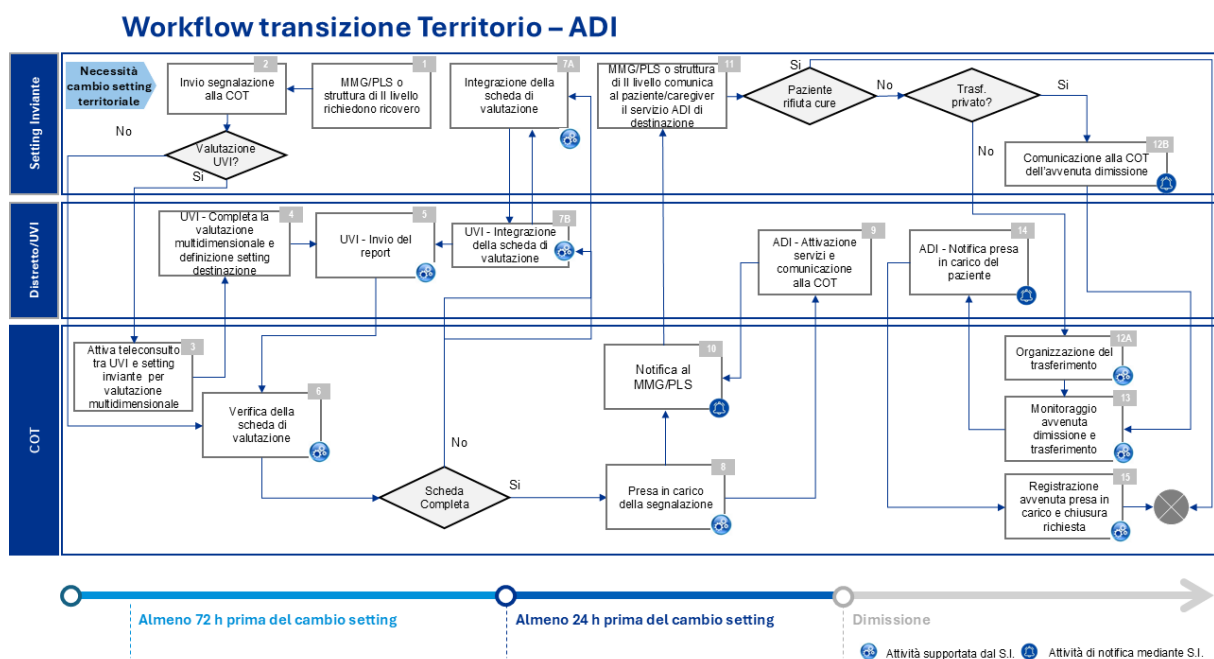 Workflow transizione Territorio – ADI
Setting Inviante
Necessità
cambio setting
territoriale
2
Invio segnalazione
alla COT
1
MMG/PLS o
struttura di II livello
richiedono ricovero
7A
Integrazione della
scheda di
valutazione
11
MMG/PLS o struttura
di II livello comunica
al paziente/caregiver
il servizio ADI di
destinazione
Si
Paziente
rifiuta cure
No
Trasf.
privato?
Si
No
12B
Comunicazione alla COT
dell'avvenuta dimissione
No
Valutazione
UVI?
Si
Distretto/UVI
4
UVI - Completa la
valutazione
multidimensionale e
definizione setting
destinazione
5
UVI - Invio del
report
7B
UVI - Integrazione
della scheda di
valutazione
9
ADI - Attivazione
servizi e
comunicazione
alla COT
14
ADI - Notifica presa
in carico del
paziente
COT
3
Attiva teleconsulto
tra UVI e setting
inviante per
valutazione
multidimensionale
6
Verifica della
scheda di
valutazione
No
Scheda
Completa
Si
10
Notifica al
MMG/PLS
8
Presa in carico
della segnalazione
12A
Organizzazione del
trasferimento
13
Monitoraggio
avvenuta
dimissione e
trasferimento
15
Registrazione
avvenuta presa in
carico e chiusura
richiesta
Almeno 72 h prima del cambio setting
Almeno 24 h prima del cambio setting
Dimissione
Attività supportata dal S.I.
Attività di notifica mediante S.I.